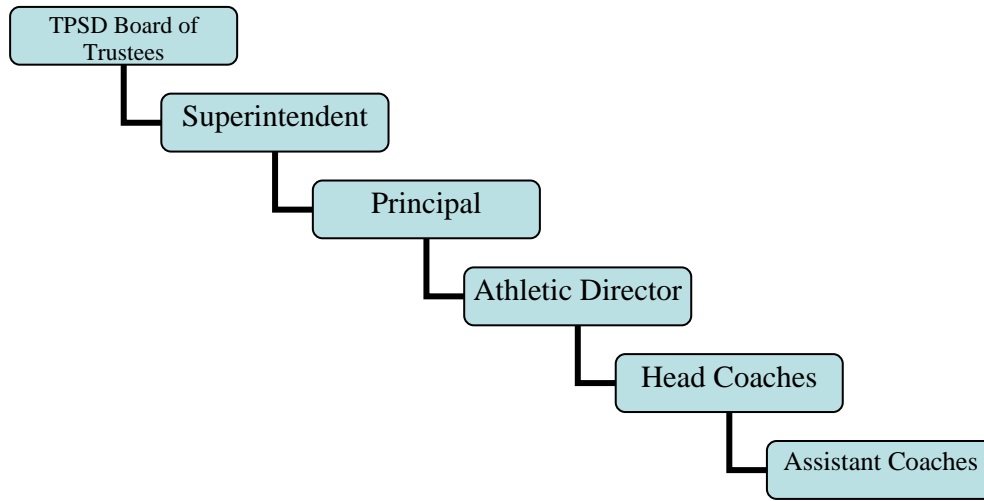 TPSD Board of
Trustees
Superintendent
Principal
Athletic Director
Head Coaches
Assistant Coaches